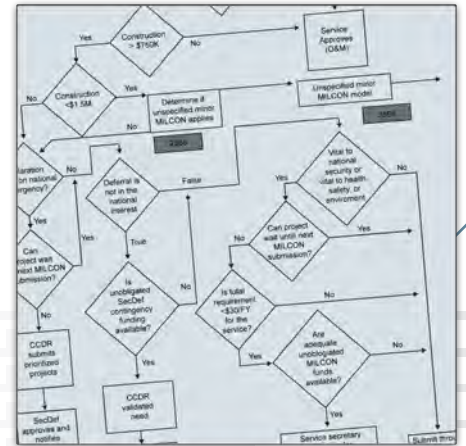 Construction
> $750K
Yes
No
Service
Approves
(O&M)
Construction
<$1.5M
No
Yes
Determine if
unspecified minor
MILCON applies
Unspecified minor
MILCON model
No
on national
No
Yes
Yes
Can
wait
next MILCON
No
CCDR
submits
prioritized
projects
SecDef
approves and
notifies
Deferral is
not in the
national
interest
False
True
Is
unobligated
SecDef
contingency
funding
available?
No
Yes
CCDR
validated
need
Vital to
national
security or
vital to health,
safety, or
enviroment
Yes
No
Can project
wait until next
MILCON
submission?
No
Yes
Is total
requirement
<$30/FY
for the
service?
No
Yes
Are
adequate
unobligated
MILCON
funds
available?
No
Yes
Service secretary
Submit